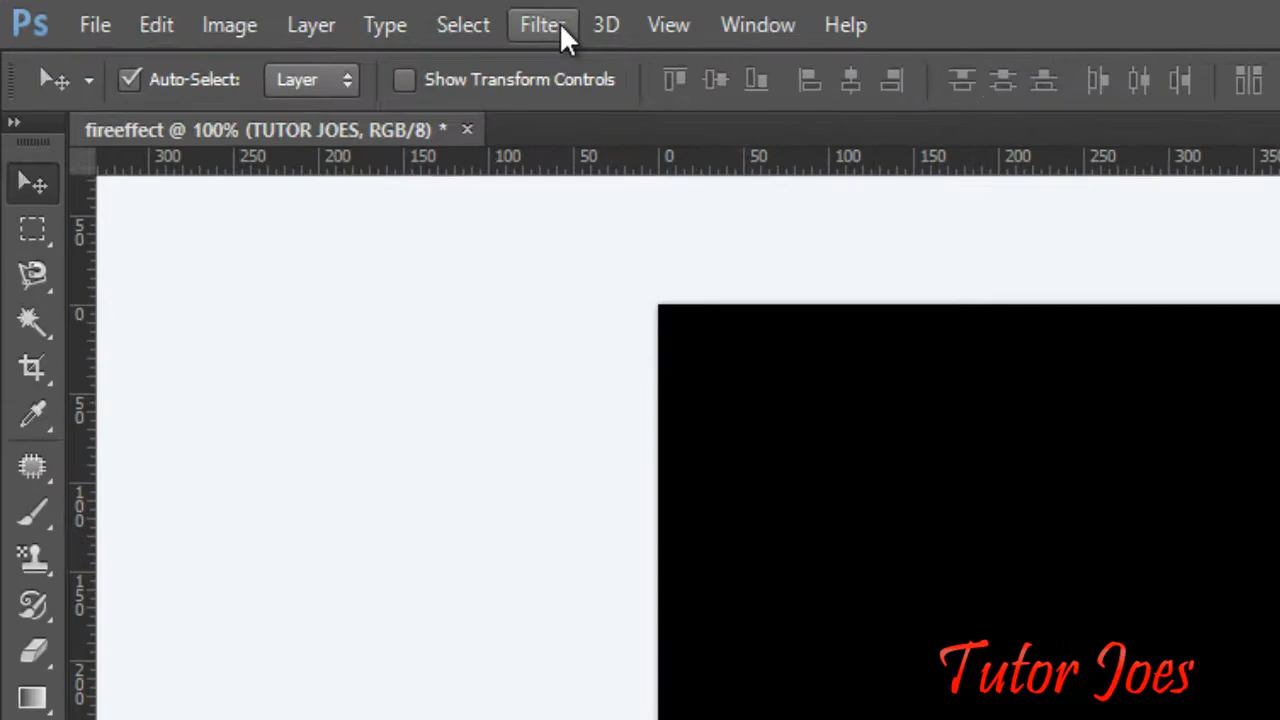 Ps File Edit Image Layer Type Select Filter 3D View Window Help
Auto-Select: Layer Show Transform Controls
fireeffect @ 100% (TUTOR JOES, RGB/8) * ×
300 250 200 150 100 50 0 50 100 150 200 250 300 350
50
0
50
100
150
200
Tutor Joes